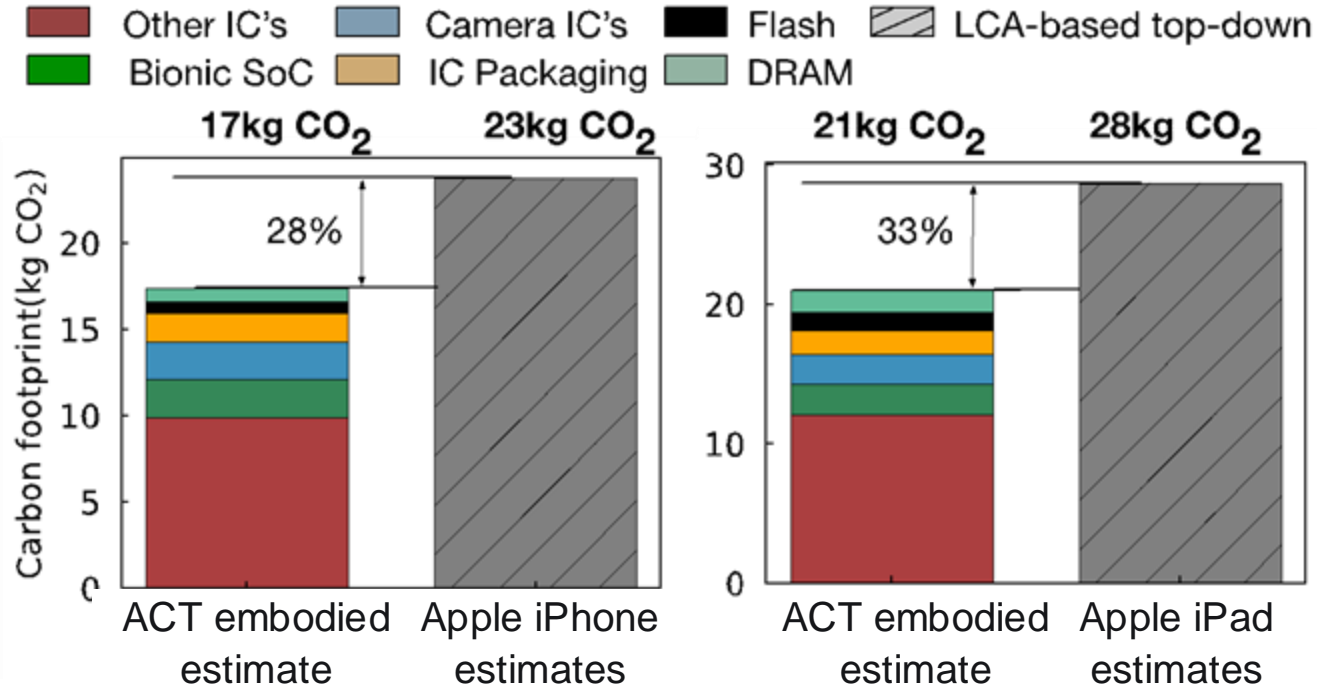 Other IC's Camera IC's Flash LCA-based top-down
Bionic SoC IC Packaging DRAM
17kg CO2 23kg CO2 21kg CO2 28kg CO2
Carbon footprint(kg CO2)
20
15
10
5
0
28%
ACT embodied estimate
Apple iPhone estimates
30
20
10
0
33%
ACT embodied estimate
Apple iPad estimates